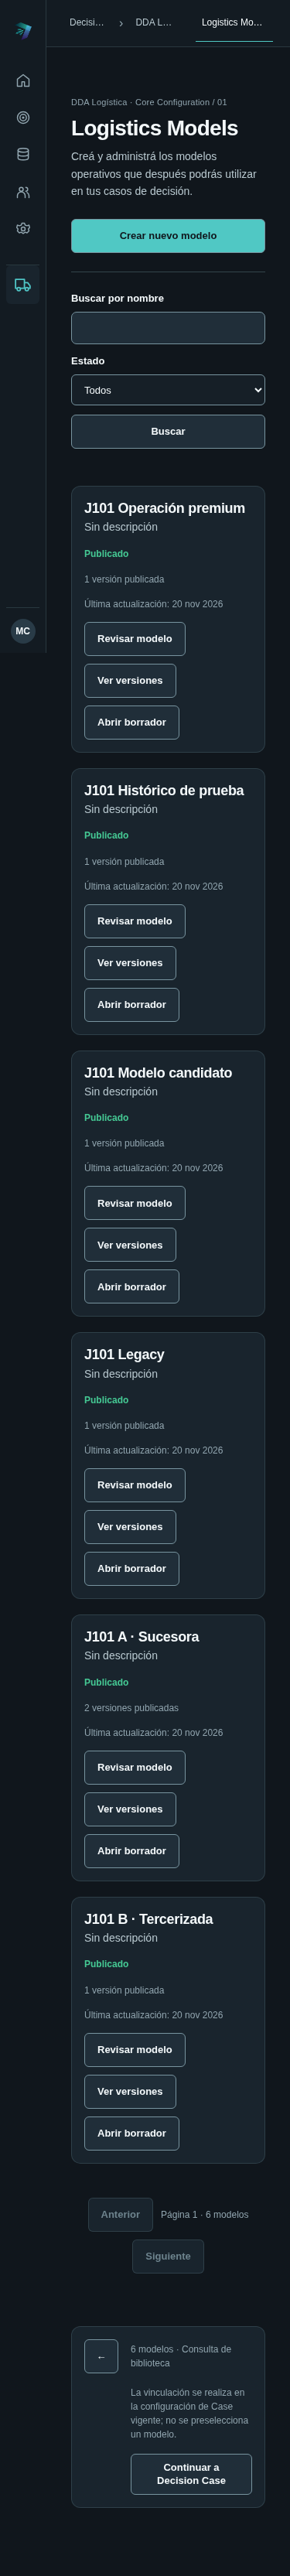 Decisi… › DDA L… Logistics Mo…
DDA Logística · Core Configuration / 01
Logistics Models
Creá y administrá los modelos
operativos que después podrás utilizar
en tus casos de decisión.
Crear nuevo modelo
Buscar por nombre
Estado
Todos
Buscar
J101 Operación premium
Sin descripción
Publicado
1 versión publicada
Última actualización: 20 nov 2026
Revisar modelo
Ver versiones
Abrir borrador
MC
J101 Histórico de prueba
Sin descripción
Publicado
1 versión publicada
Última actualización: 20 nov 2026
Revisar modelo
Ver versiones
Abrir borrador
J101 Modelo candidato
Sin descripción
Publicado
1 versión publicada
Última actualización: 20 nov 2026
Revisar modelo
Ver versiones
Abrir borrador
J101 Legacy
Sin descripción
Publicado
1 versión publicada
Última actualización: 20 nov 2026
Revisar modelo
Ver versiones
Abrir borrador
J101 A · Sucesora
Sin descripción
Publicado
2 versiones publicadas
Última actualización: 20 nov 2026
Revisar modelo
Ver versiones
Abrir borrador
J101 B · Tercerizada
Sin descripción
Publicado
1 versión publicada
Última actualización: 20 nov 2026
Revisar modelo
Ver versiones
Abrir borrador
Anterior Página 1 · 6 modelos
Siguiente
← 6 modelos · Consulta de
biblioteca
La vinculación se realiza en
la configuración de Case
vigente; no se preselecciona
un modelo.
Continuar a
Decision Case